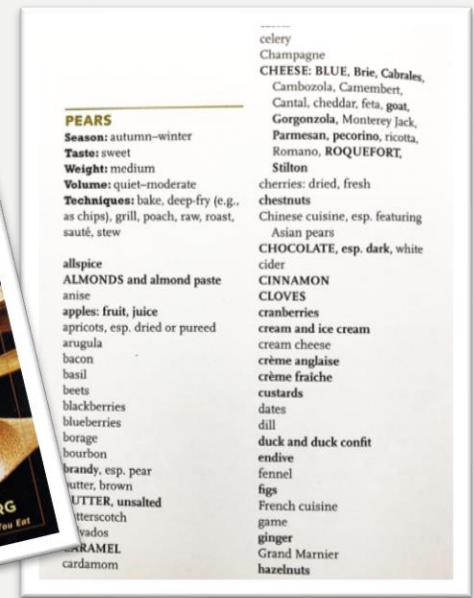 PEARS
Season: autumn–winter
Taste: sweet
Weight: medium
Volume: quiet–moderate
Techniques: bake, deep-fry (e.g.,
as chips), grill, poach, raw, roast,
sauté, stew
allspice
ALMONDS and almond paste
anise
apples: fruit, juice
apricots, esp. dried or pureed
arugula
bacon
basil
beets
blackberries
blueberries
borage
bourbon
brandy, esp. pear
utter, brown
UTTER, unsalted
tterscotch
vados
ARAMEL
cardamom
celery
Champagne
CHEESE: BLUE, Brie, Cabrales,
Cambozola, Camembert,
Cantal, cheddar, feta, goat,
Gorgonzola, Monterey Jack,
Parmesan, pecorino, ricotta,
Romano, ROQUEFORT,
Stilton
cherries: dried, fresh
chestnuts
Chinese cuisine, esp. featuring
Asian pears
CHOCOLATE, esp. dark, white
cider
CINNAMON
CLOVES
cranberries
cream and ice cream
cream cheese
crème anglaise
crème fraîche
custards
dates
dill
duck and duck confit
endive
fennel
figs
French cuisine
game
ginger
Grand Marnier
hazelnuts
RG
You Eat